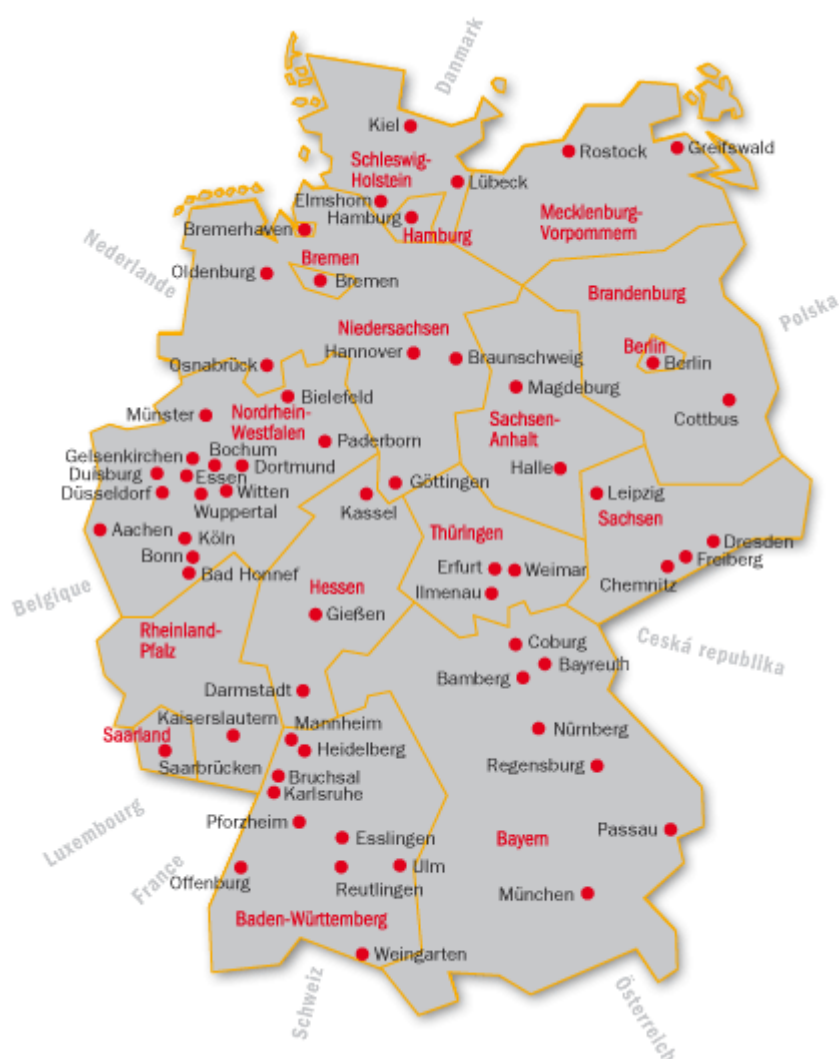 Danmark
Kiel
Schleswig-
Holstein
Rostock
Greifswald
Lübeck
Elmshorn
Hamburg
Hamburg
Mecklenburg-
Vorpommern
Bremerhaven
Bremen
Nederlande
Oldenburg
Bremen
Brandenburg
Polska
Niedersachsen
Hannover
Braunschweig
Berlin
Berlin
Osnabrück
Bielefeld
Magdeburg
Münster
Nordrhein-
Westfalen
Sachsen-
Anhalt
Cottbus
Paderborn
Gelsenkirchen
Bochum
Duisburg
Essen
Dortmund
Halle
Düsseldorf
Witten
Göttingen
Leipzig
Wuppertal
Kassel
Sachsen
Aachen
Köln
Thüringen
Dresden
Bonn
Freiberg
Bad Honnef
Erfurt
Weimar
Chemnitz
Belgique
Hessen
Ilmenau
Gießen
Rheinland-
Pfalz
Coburg
Ceská republika
Bayreuth
Bamberg
Darmstadt
Kaiserslautern
Mannheim
Saarland
Nürnberg
Heidelberg
Saarbrücken
Regensburg
Bruchsal
Karlsruhe
Luxembourg
Pforzheim
Esslingen
Bayern
Passau
France
Offenburg
Ulm
Reutlingen
München
Baden-Württemberg
Weingarten
Schweiz
Österreich